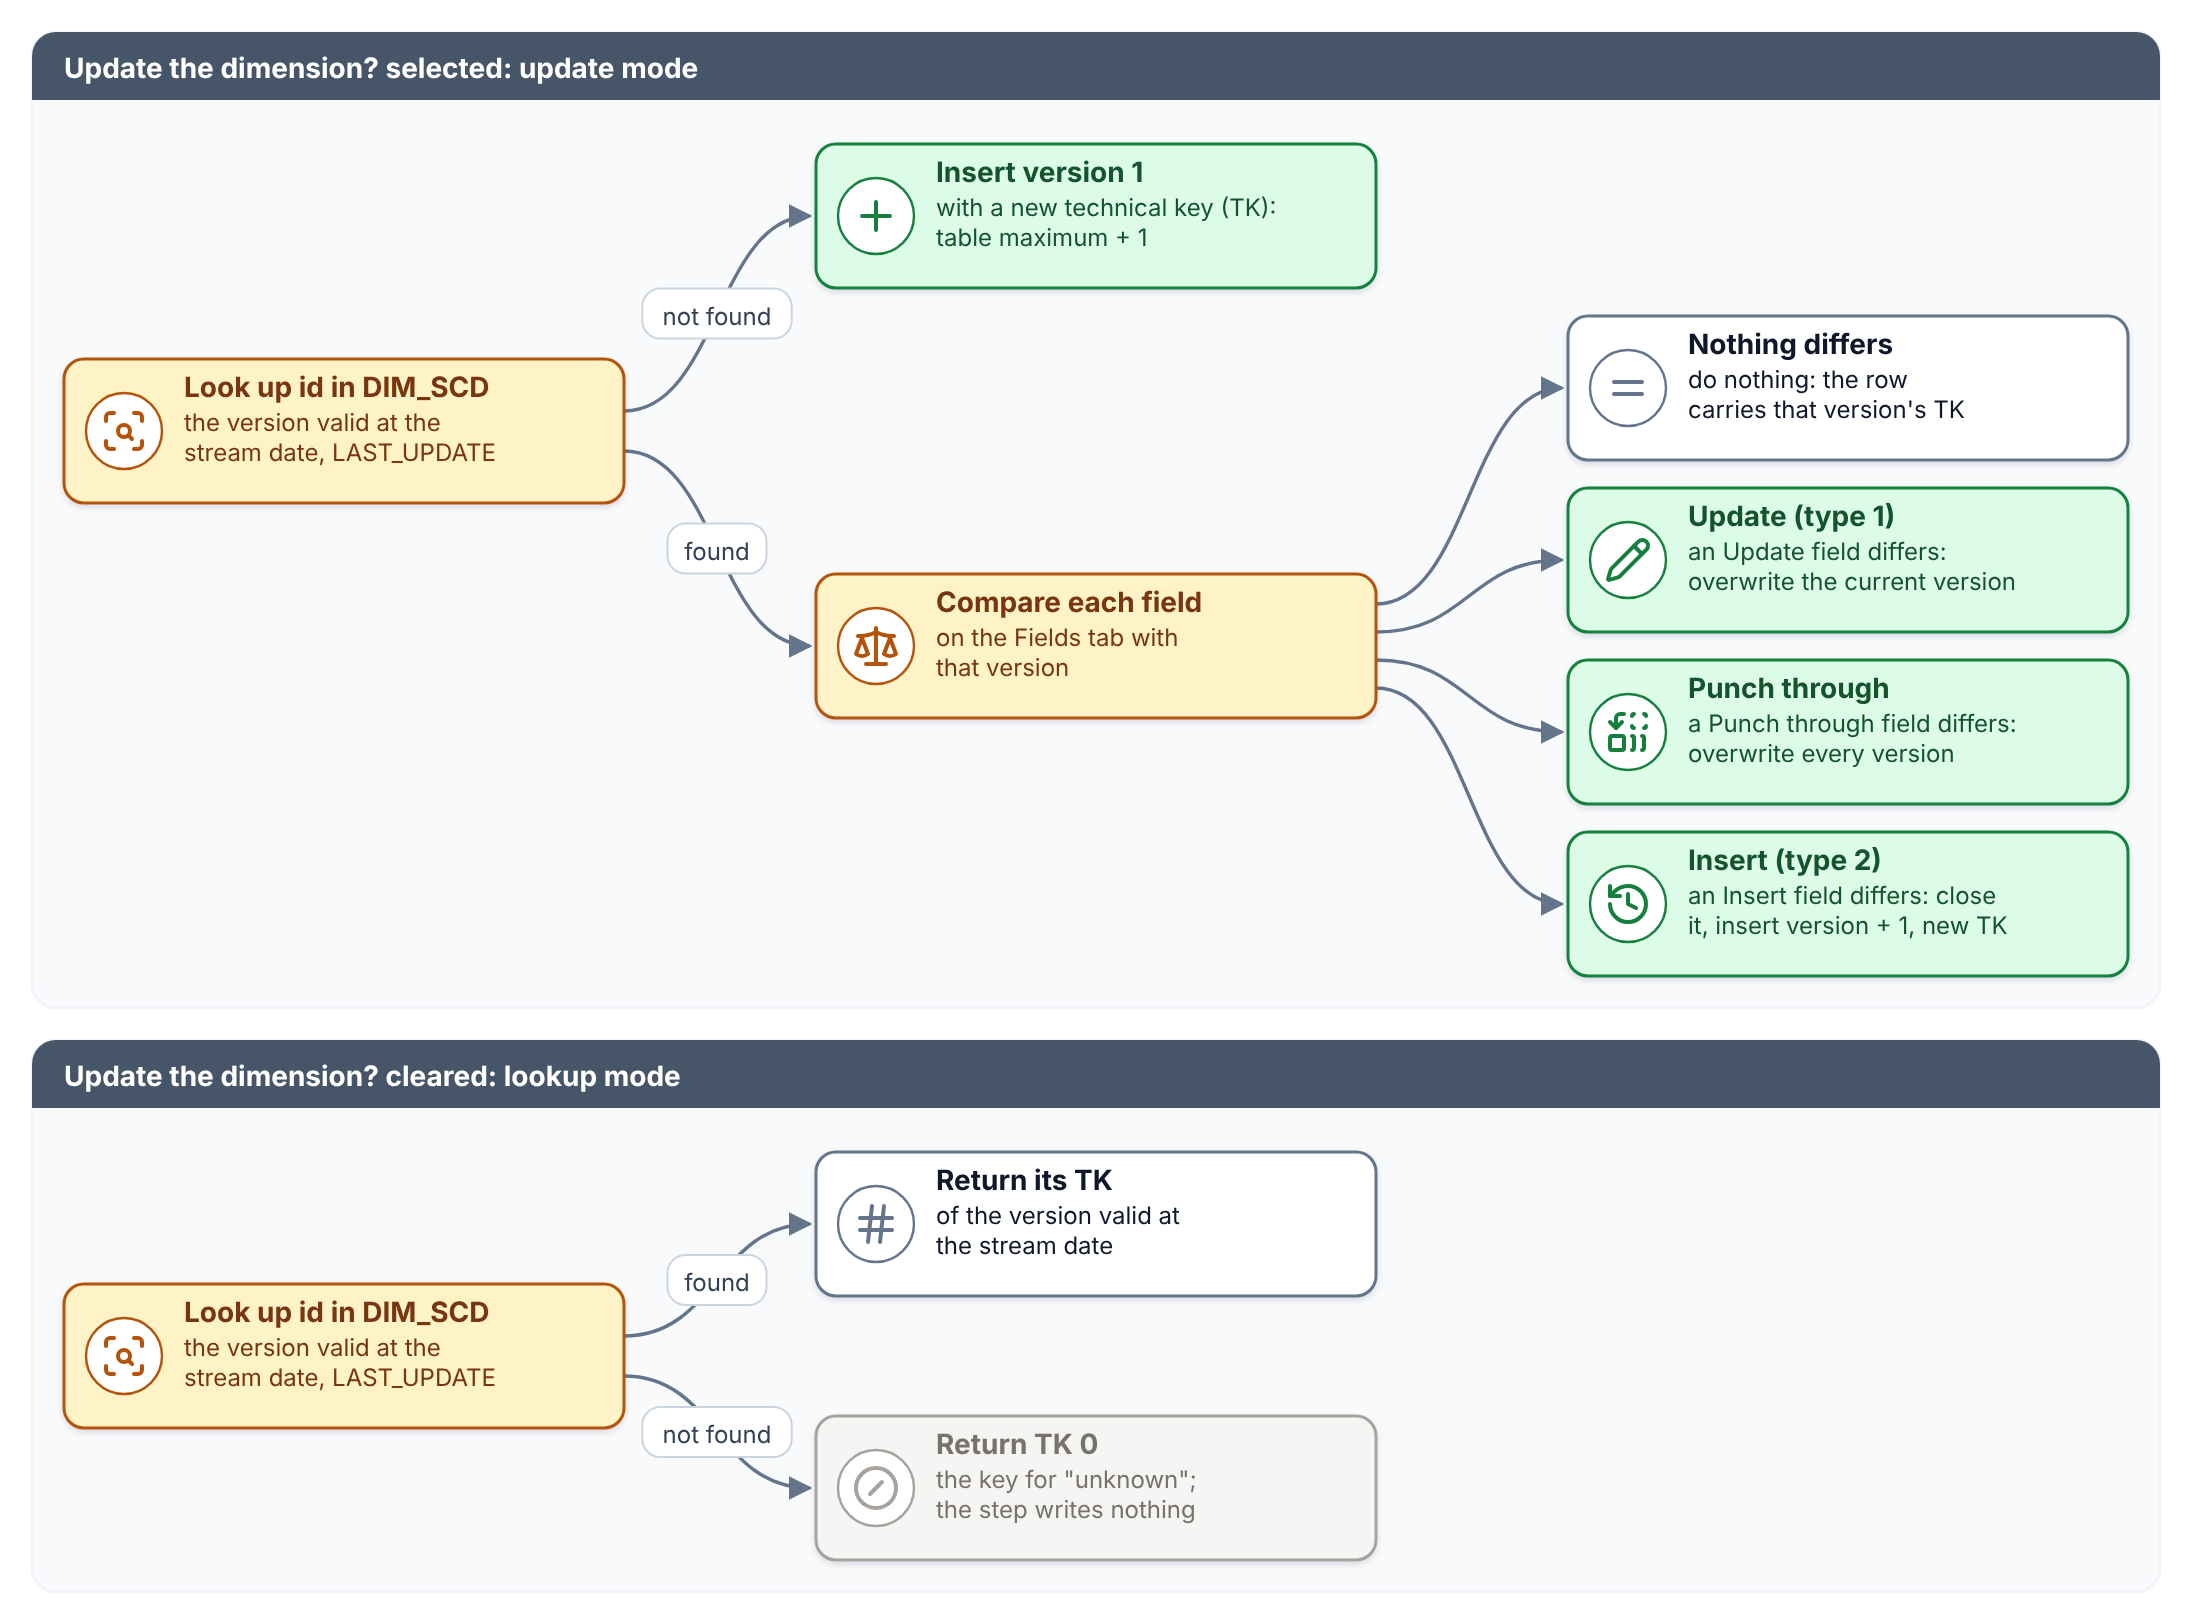 Update the dimension? selected: update mode
Insert version 1
with a new technical key (TK):
table maximum + 1
not found
Look up id in DIM_SCD
the version valid at the
stream date, LAST_UPDATE
found
Compare each field
on the Fields tab with
that version
Nothing differs
do nothing: the row
carries that version's TK
Update (type 1)
an Update field differs:
overwrite the current version
Punch through
a Punch through field differs:
overwrite every version
Insert (type 2)
an Insert field differs: close
it, insert version + 1, new TK
Update the dimension? cleared: lookup mode
Look up id in DIM_SCD
the version valid at the
stream date, LAST_UPDATE
found
Return its TK
of the version valid at
the stream date
not found
Return TK 0
the key for "unknown";
the step writes nothing